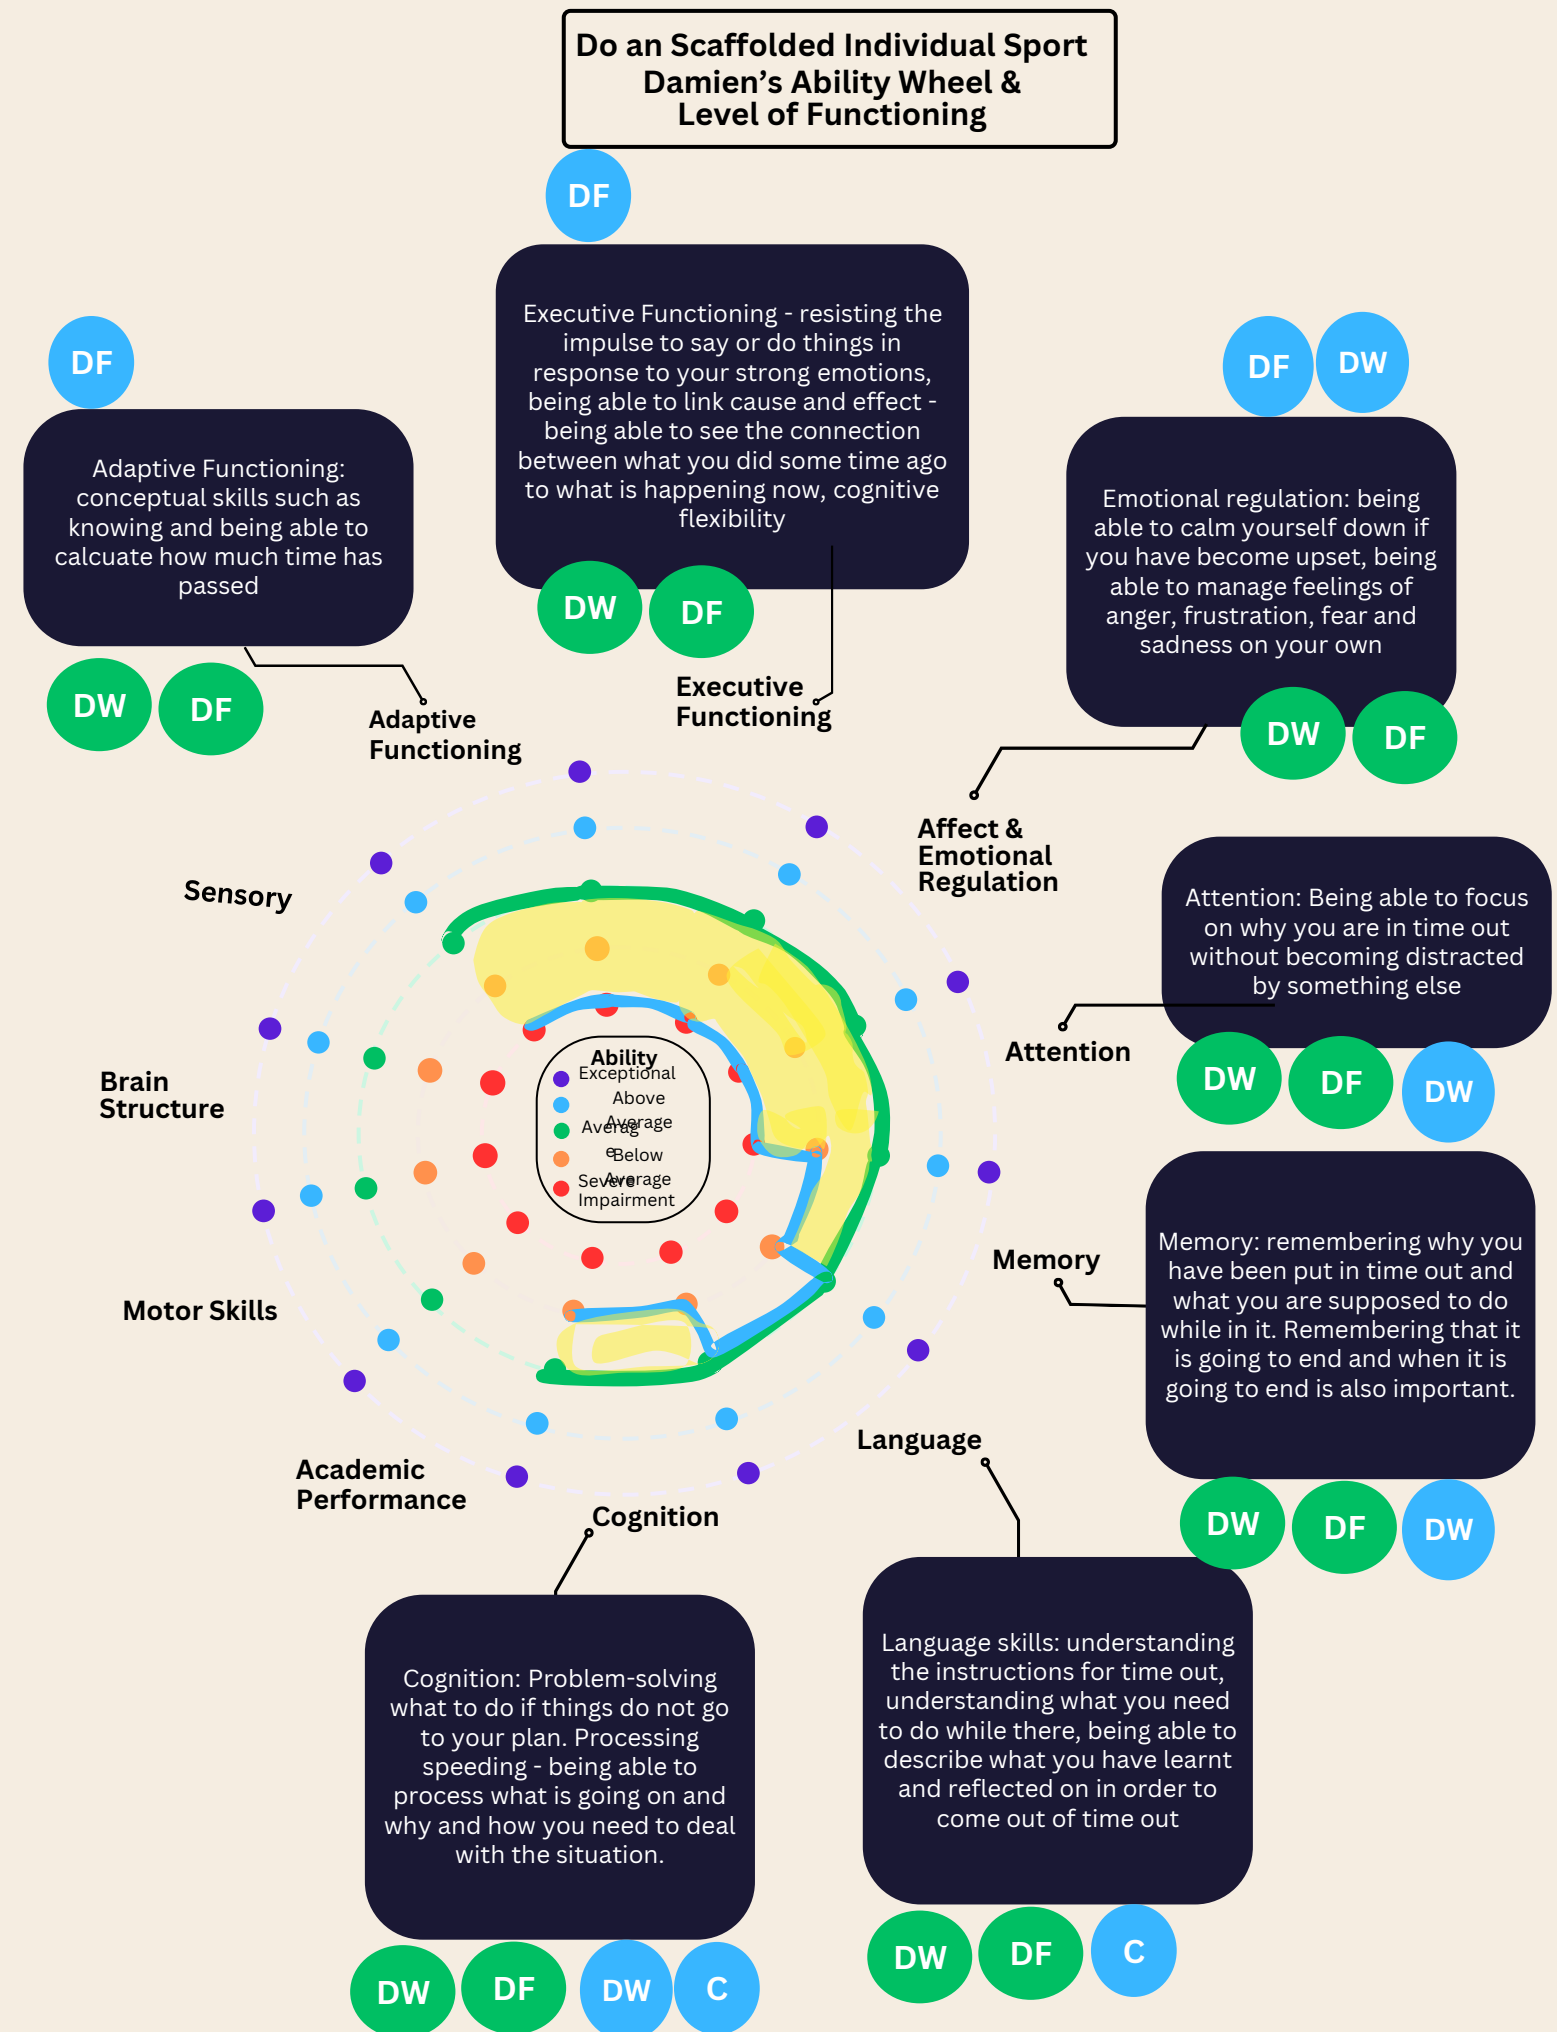 Do an Scaffolded Individual Sport
Damien’s Ability Wheel &
Level of Functioning
DF
Executive Functioning - resisting the
impulse to say or do things in
response to your strong emotions,
being able to link cause and effect -
being able to see the connection
between what you did some time ago
to what is happening now, cognitive
flexibility
DW
DF
DF
Adaptive Functioning:
conceptual skills such as
knowing and being able to
calcuate how much time has
passed
DW
DF
DF
DW
Emotional regulation: being
able to calm yourself down if
you have become upset, being
able to manage feelings of
anger, frustration, fear and
sadness on your own
DW
DF
Adaptive
Functioning
Executive
Functioning
Affect &
Emotional
Regulation
Sensory
Attention: Being able to focus
on why you are in time out
without becoming distracted
by something else
DW
DF
DW
Attention
Brain
Structure
Ability
Exceptional
Above
Average
Averag
e
Below
Average
Severe
Impairment
Memory: remembering why you
have been put in time out and
what you are supposed to do
while in it. Remembering that it
is going to end and when it is
going to end is also important.
DW
DF
DW
Memory
Motor Skills
Language
Academic
Performance
Cognition
Language skills: understanding
the instructions for time out,
understanding what you need
to do while there, being able to
describe what you have learnt
and reflected on in order to
come out of time out
DW
DF
C
Cognition: Problem-solving
what to do if things do not go
to your plan. Processing
speeding - being able to
process what is going on and
why and how you need to deal
with the situation.
DW
DF
DW
C